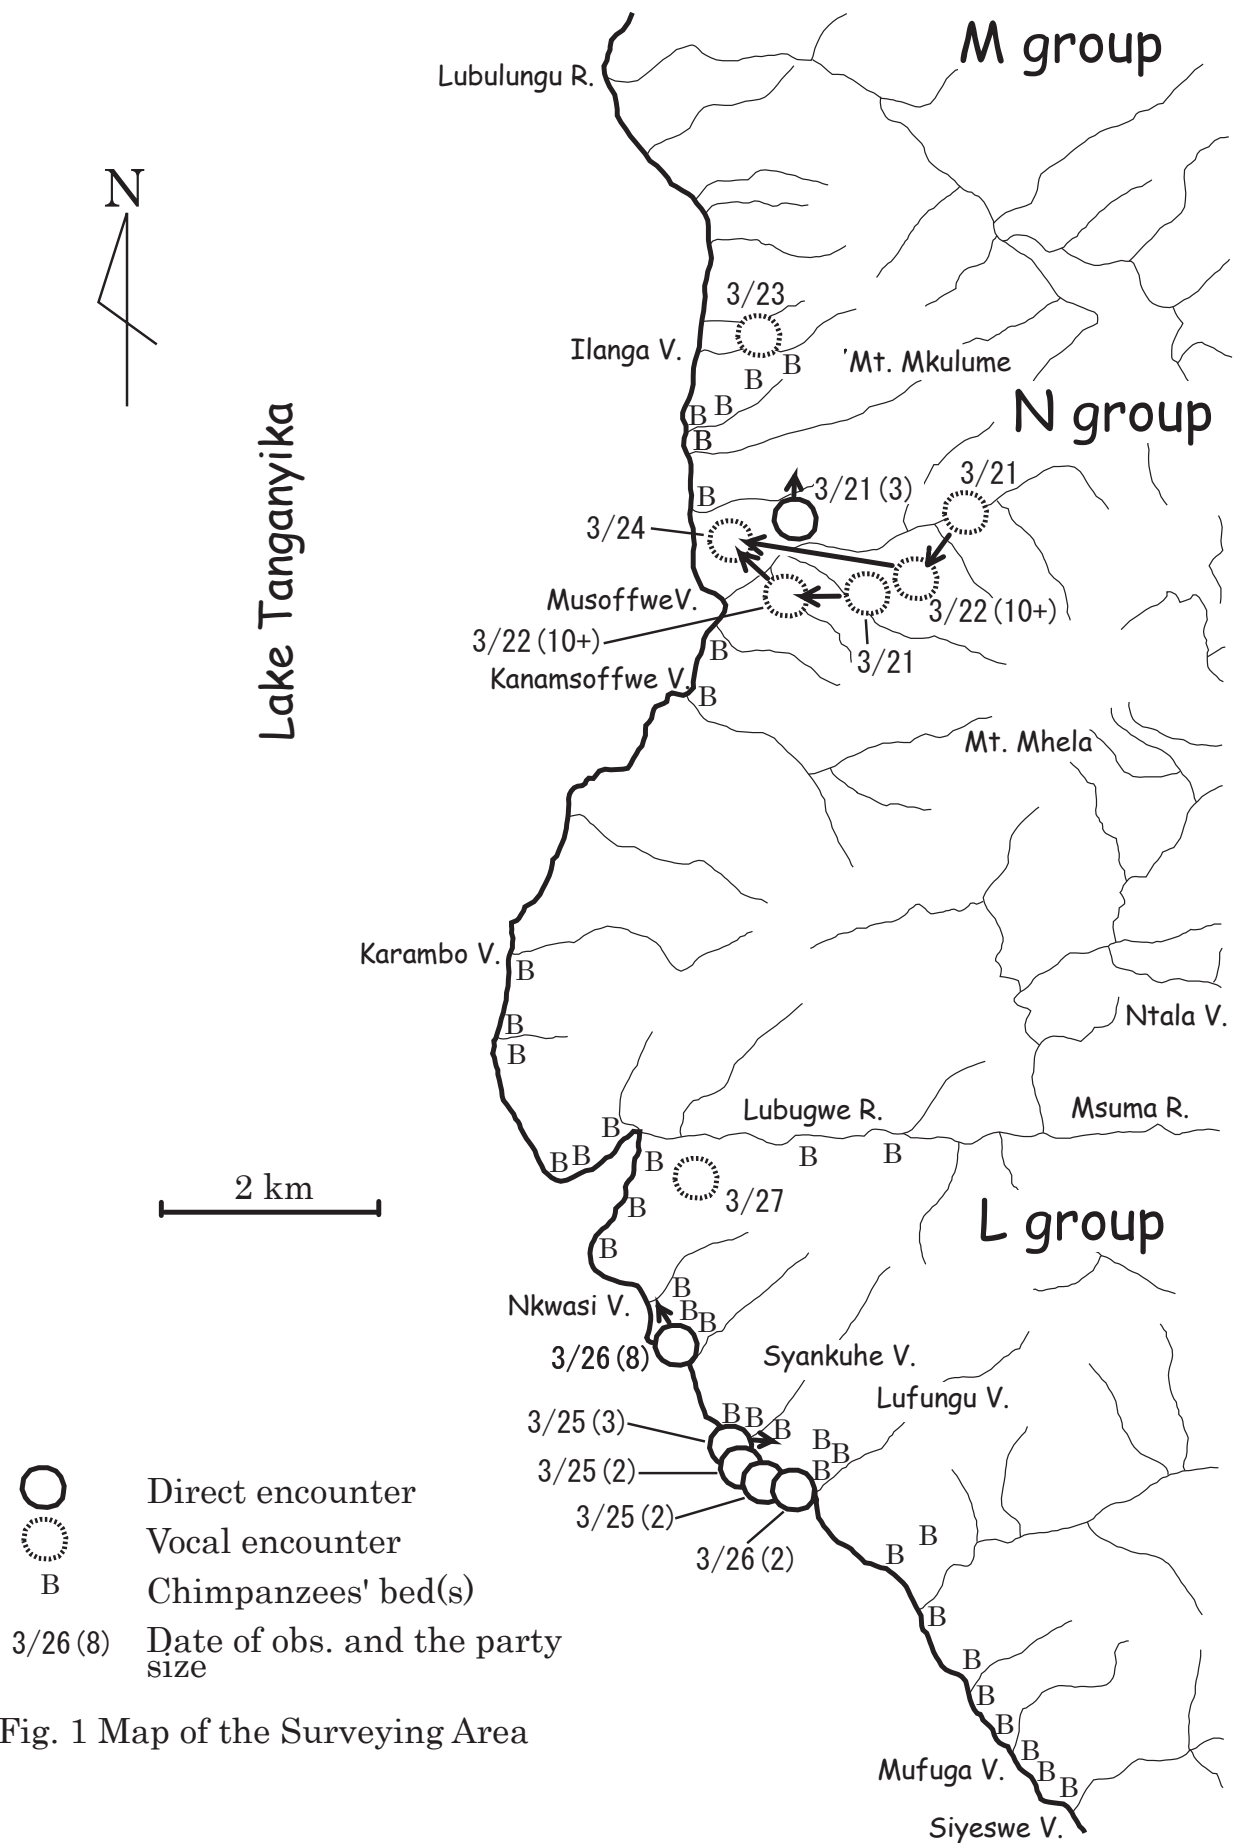 M group
Lubulungu R.
N
3/23
Ilanga V.
B
'Mt. Mkulume
B
B
B
B
N group
Lake Tanganyika
B
3/21 (3)
3/21
3/24
MusoffweV.
3/22 (10+)
3/22 (10+)
B
3/21
Kanamsoffwe V.
B
Mt. Mhela
Karambo V.
B
Ntala V.
B
B
Lubugwe R.
Msuma R.
B
B
B
B
B
B
2 km
3/27
B
L group
B
B
Nkwasi V.
B
B
3/26 (8)
Syankuhe V.
Lufungu V.
B
B
B
3/25 (3)
B
B
B
3/25 (2)
3/25 (2)
3/26 (2)
B
B
B
B
B
B
B
B
B
Mufuga V.
Siyeswe V.
Direct encounter
Vocal encounter
B Chimpanzees' bed(s)
3/26 (8) Date of obs. and the party
size
Fig. 1 Map of the Surveying Area